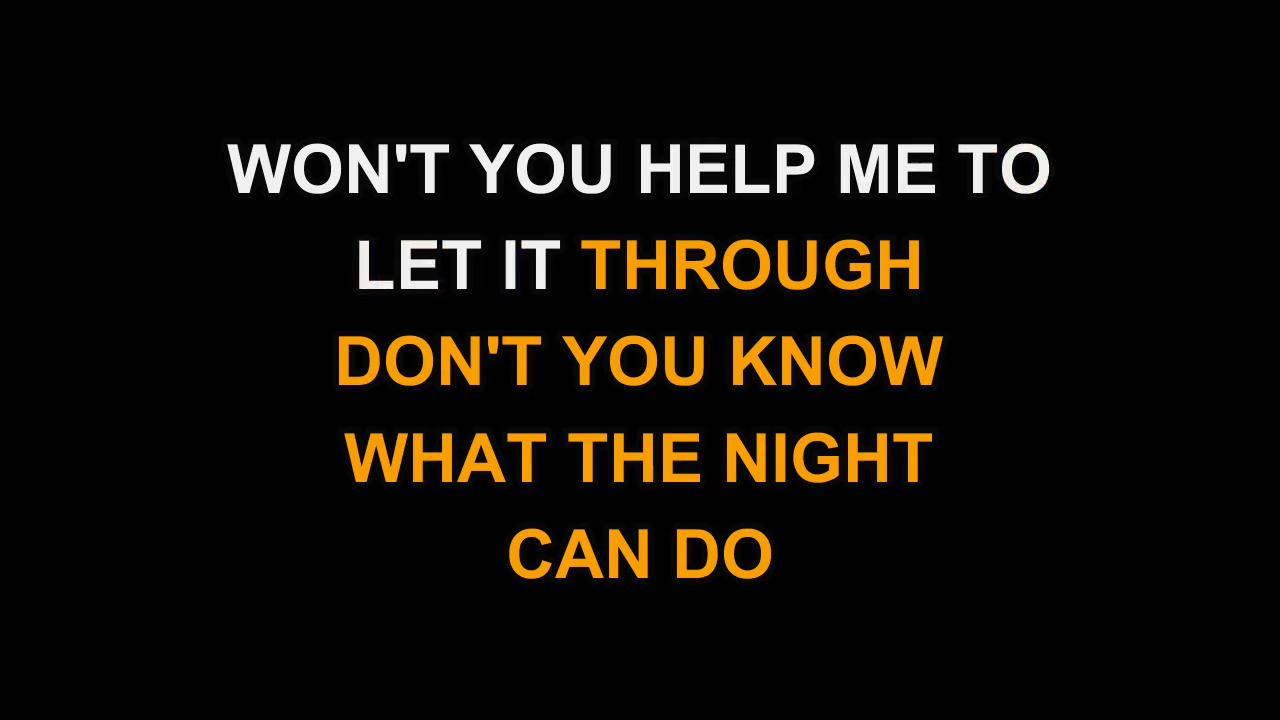 WON'T YOU HELP ME TO
LET IT THROUGH
DON'T YOU KNOW
WHAT THE NIGHT
CAN DO